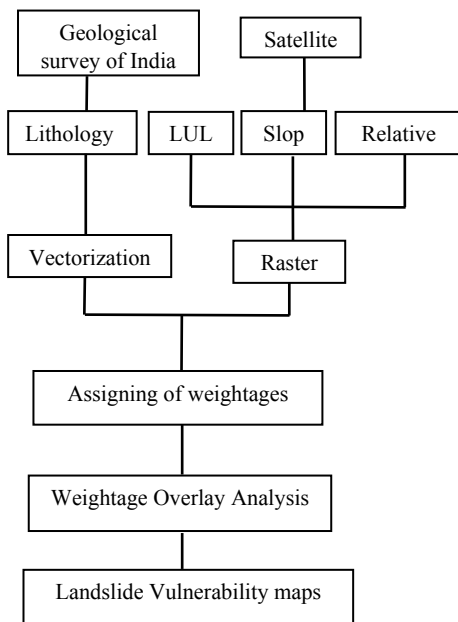 Geological
survey of India
Satellite
Lithology
LUL
Slop
Relative
Vectorization
Raster
Assigning of weightages
Weightage Overlay Analysis
Landslide Vulnerability maps